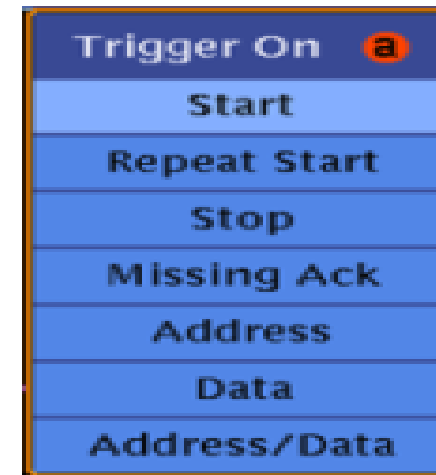 Trigger On a
Start
Repeat Start
Stop
Missing Ack
Address
Data
Address/Data